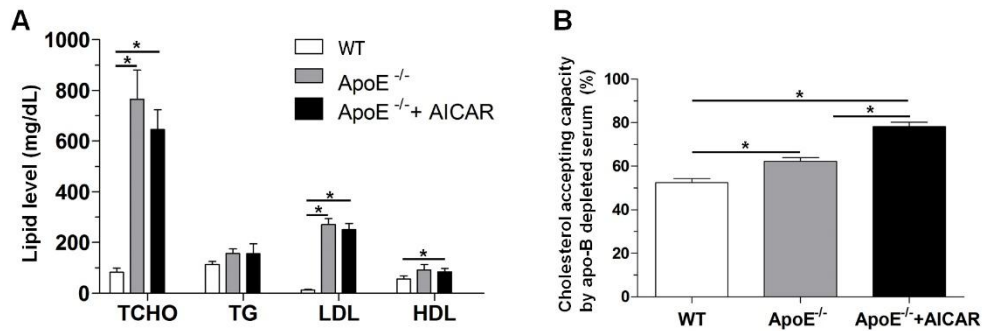 A
Lipid level (mg/dL)
1000
800
600
400
200
0
* * * * *
TCHO TG LDL HDL
WT
ApoE -/-
ApoE -/- + AICAR
B
Cholesterol accepting capacity
by apo-B depleted serum (%)
100
80
60
40
20
0
*
*
*
WT ApoE-/- ApoE-/-+AICAR